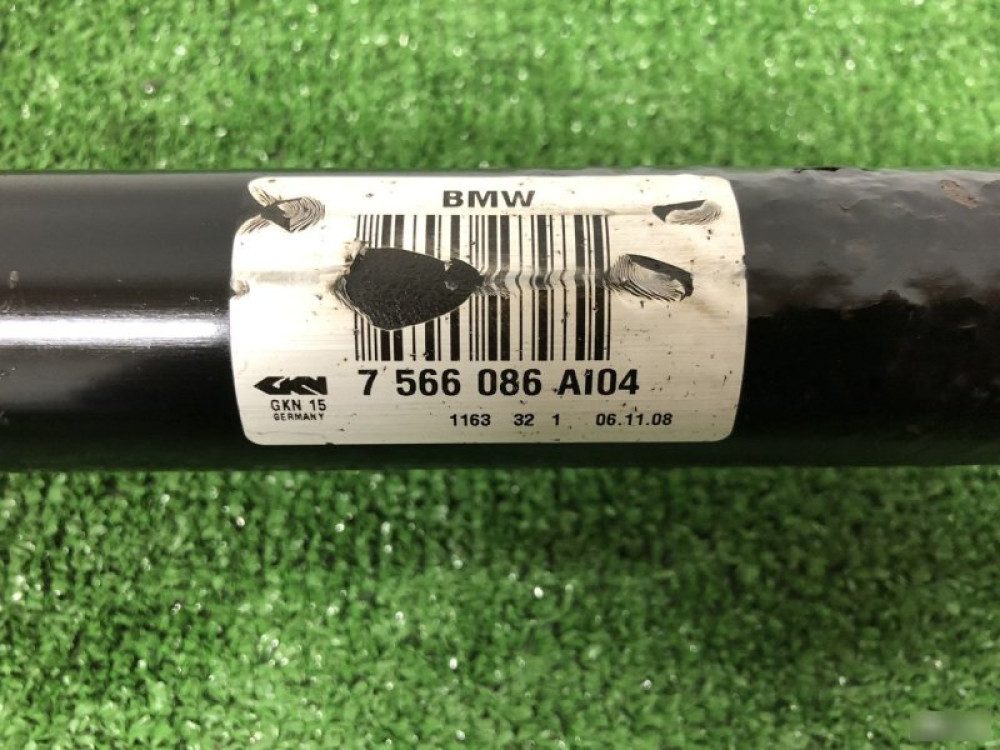 BMW
GKN 7 566 086 AI04
GKN 15
GERMANY
1163 32 1 06.11.08